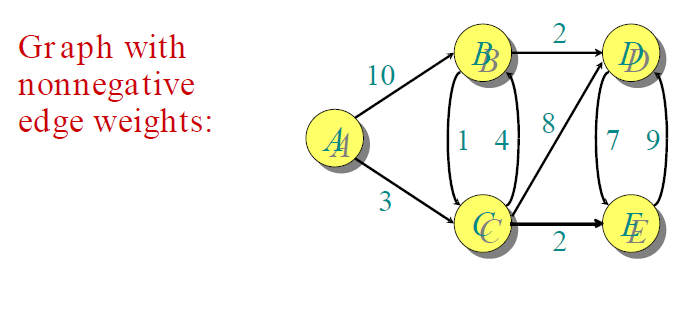 Graph with
nonnegative
edge weights:
2
B
D
10
8
A
1 4
7 9
3
C
E
2